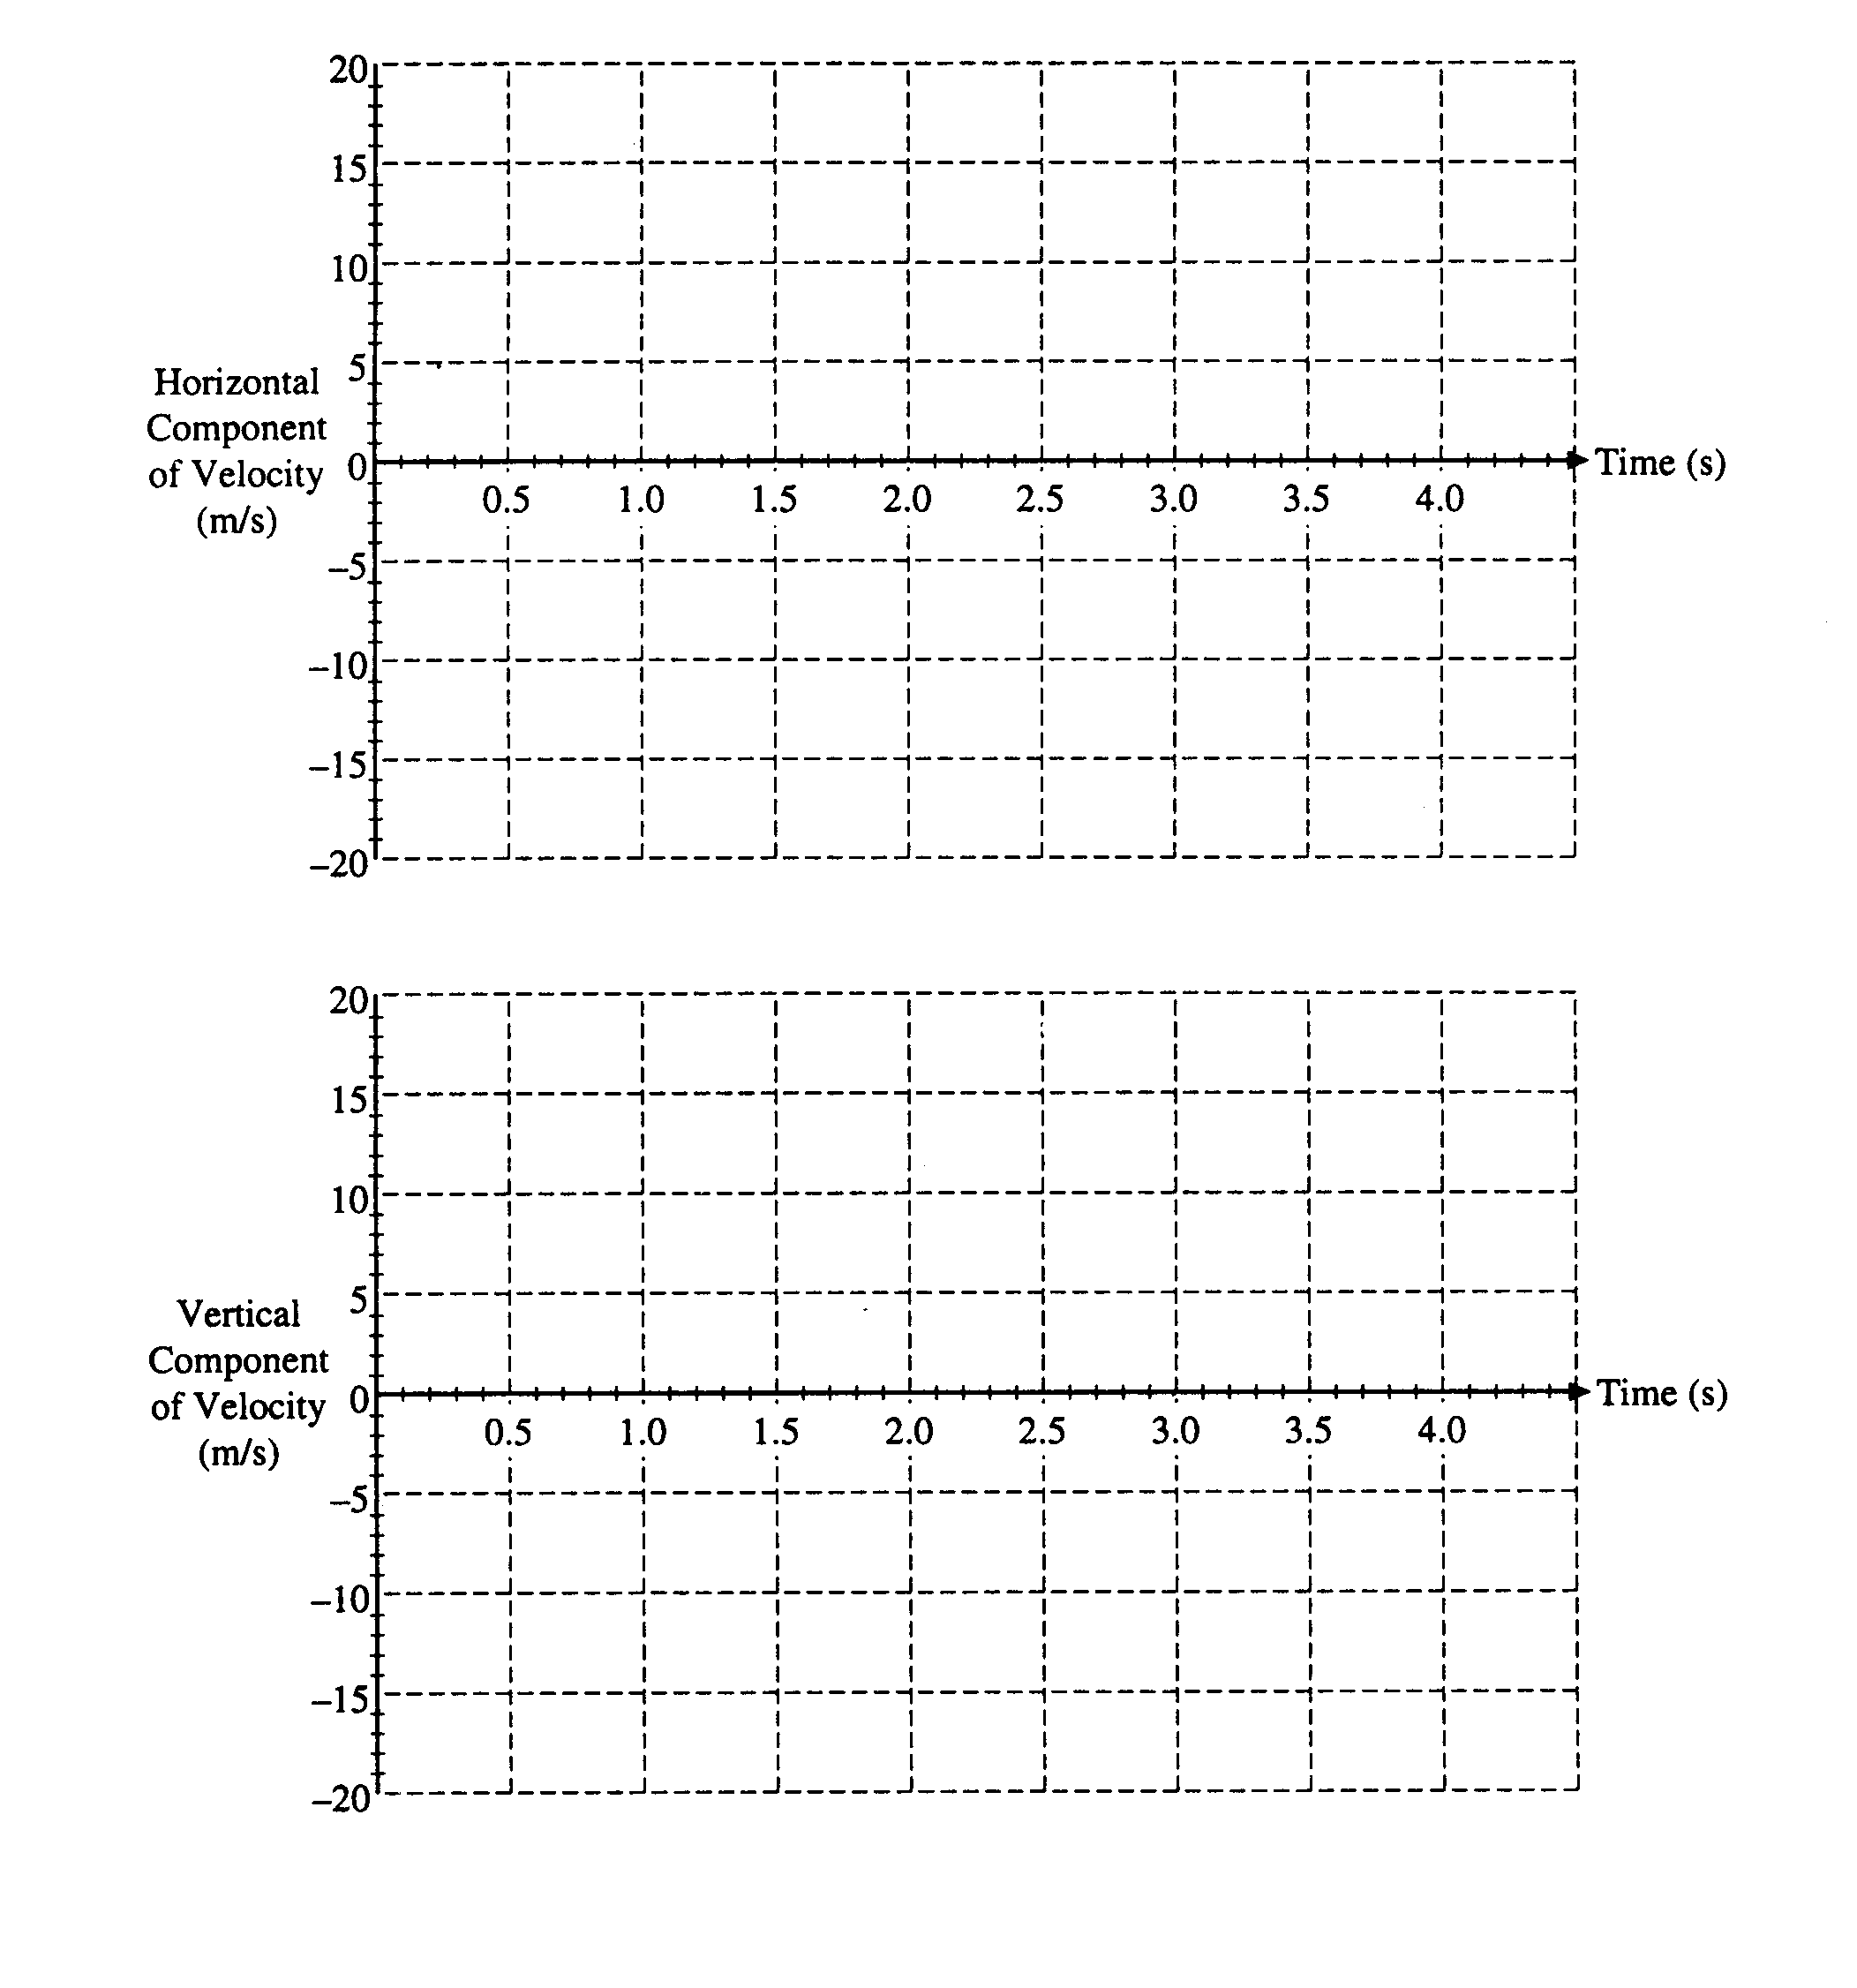 20
15
10
5
Horizontal
Component
of Velocity
(m/s)
0
Time (s)
0.5 1.0 1.5 2.0 2.5 3.0 3.5 4.0
–5
–10
–15
–20
20
15
10
5
Vertical
Component
of Velocity
(m/s)
0
Time (s)
0.5 1.0 1.5 2.0 2.5 3.0 3.5 4.0
–5
–10
–15
–20